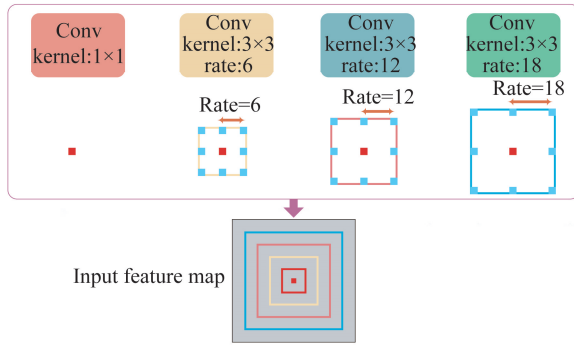 Conv
kernel:1×1
Conv
kernel:3×3
rate:6
Conv
kernel:3×3
rate:12
Conv
kernel:3×3
rate:18
Rate=6
Rate=12
Rate=18
Input feature map